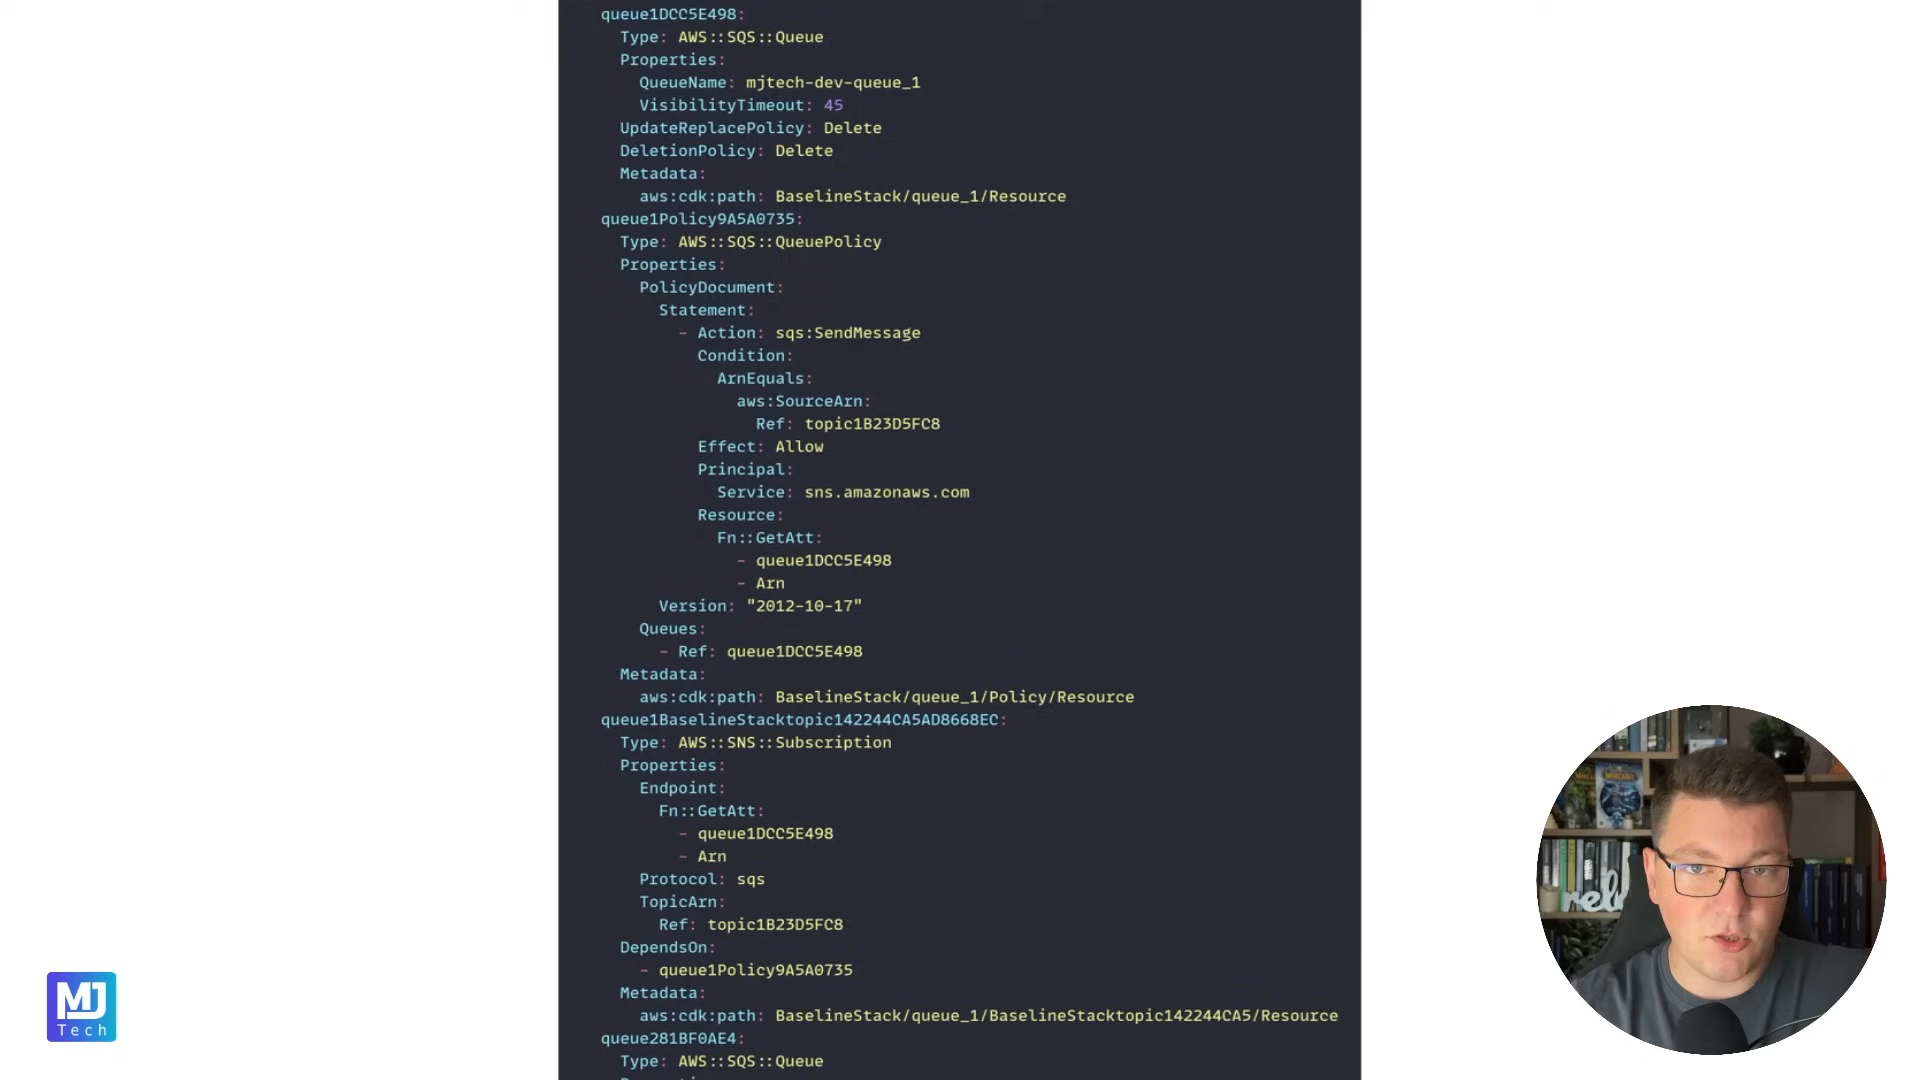 queue1DCC5E498:
Type: AWS::SQS::Queue
Properties:
QueueName: mjtech-dev-queue_1
VisibilityTimeout: 45
UpdateReplacePolicy: Delete
DeletionPolicy: Delete
Metadata:
aws:cdk:path: BaselineStack/queue_1/Resource
queue1Policy9A5A0735:
Type: AWS::SQS::QueuePolicy
Properties:
PolicyDocument:
Statement:
- Action: sqs:SendMessage
Condition:
ArnEquals:
aws:SourceArn:
Ref: topic1B23D5FC8
Effect: Allow
Principal:
Service: sns.amazonaws.com
Resource:
Fn::GetAtt:
- queue1DCC5E498
- Arn
Version: "2012-10-17"
Queues:
- Ref: queue1DCC5E498
Metadata:
aws:cdk:path: BaselineStack/queue_1/Policy/Resource
queue1BaselineStacktopic142244CA5AD8668EC:
Type: AWS::SNS::Subscription
Properties:
Endpoint:
Fn::GetAtt:
- queue1DCC5E498
- Arn
Protocol: sqs
TopicArn:
Ref: topic1B23D5FC8
DependsOn:
- queue1Policy9A5A0735
Metadata:
aws:cdk:path: BaselineStack/queue_1/BaselineStacktopic142244CA5/Resource
queue281BF0AE4:
Type: AWS::SQS::Queue
MJ
Tech